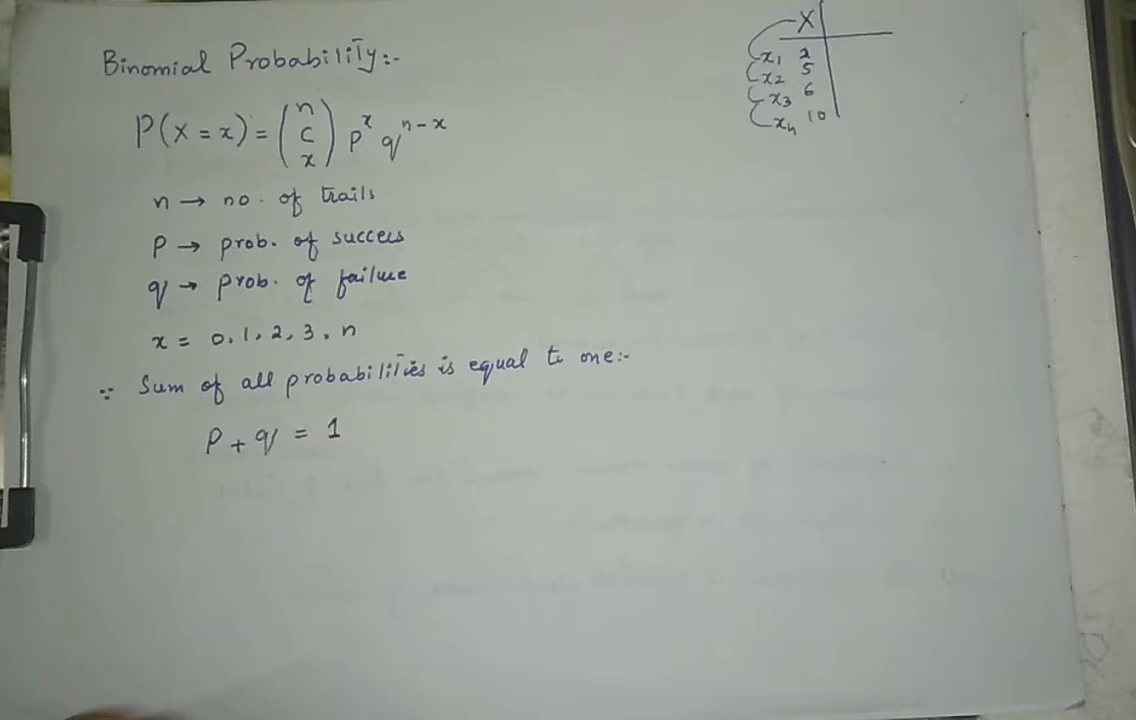 Binomial Probability:-
P(X = x) = (n c x) p^x q^n-x
n → no. of trails
p → prob. of success
q → prob. of failure
x = 0, 1, 2, 3, n
∵ Sum of all probabilities is equal to one:-
p + q = 1
X
x1 2
x2 5
x3 6
x4 10